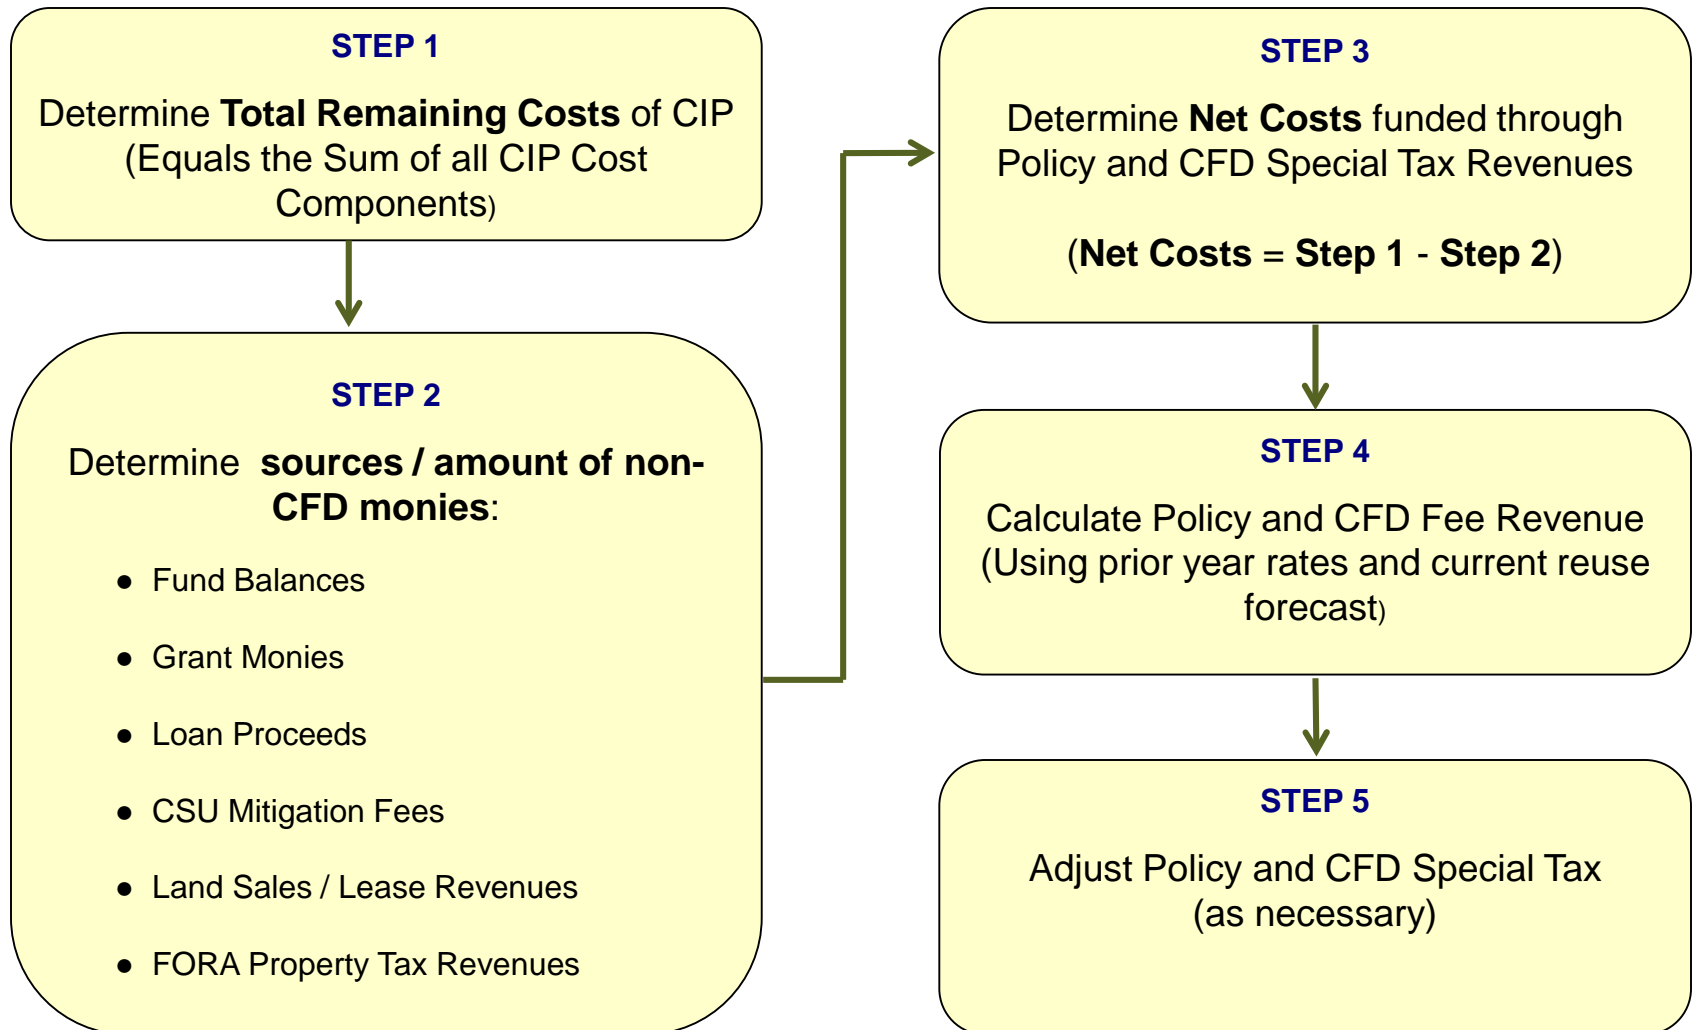 STEP 1
Determine Total Remaining Costs of CIP
(Equals the Sum of all CIP Cost
Components)
STEP 2
Determine sources / amount of non-
CFD monies:
● Fund Balances
● Grant Monies
● Loan Proceeds
● CSU Mitigation Fees
● Land Sales / Lease Revenues
● FORA Property Tax Revenues
STEP 3
Determine Net Costs funded through
Policy and CFD Special Tax Revenues
(Net Costs = Step 1 - Step 2)
STEP 4
Calculate Policy and CFD Fee Revenue
(Using prior year rates and current reuse
forecast)
STEP 5
Adjust Policy and CFD Special Tax
(as necessary)